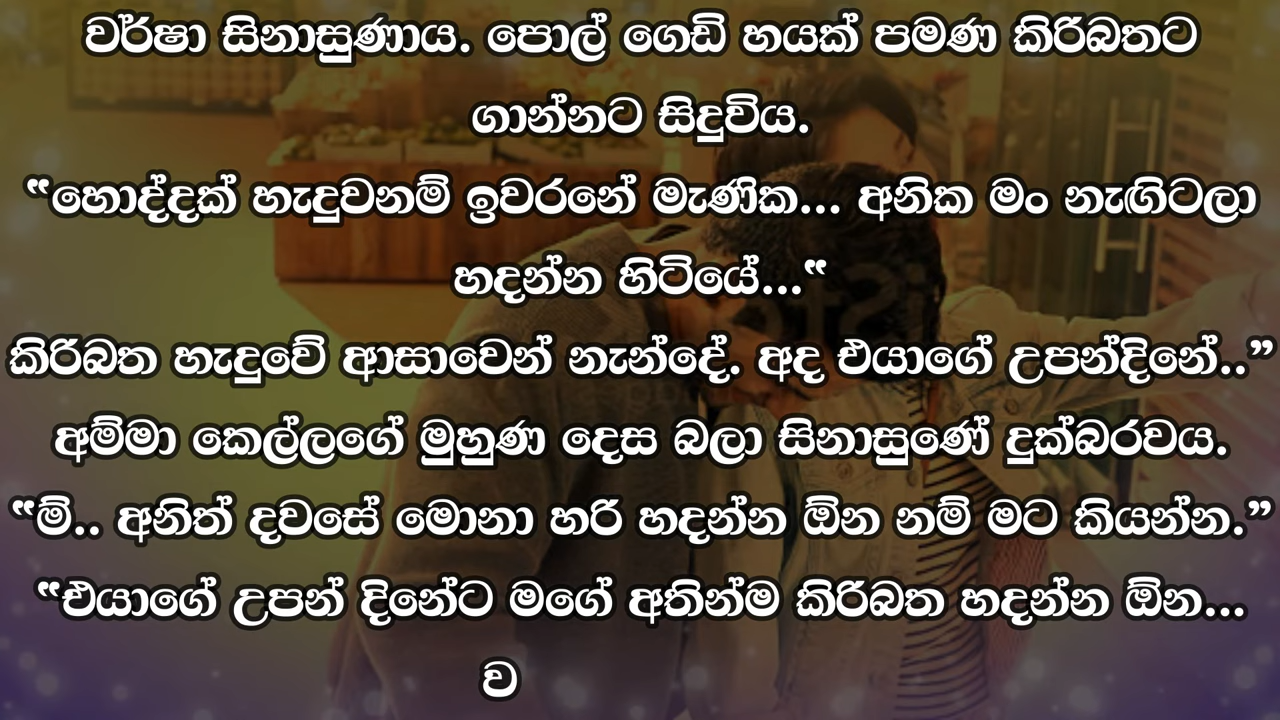 වර්ෂා සිනාසුණාය. පොල් ගෙඩි හයක් පමණ කිරිබතට
ගාන්නට සිදුවිය.
“හොද්දක් හැදුවනම් ඉවරනේ මැණික... අනික මං නැඟිටලා
හදන්න හිටියේ...“
කිරිබත හැදුවේ ආසාවෙන් නැන්දේ. අද එයාගේ උපන්දිනේ..”
අම්මා කෙල්ලගේ මුහුණ දෙස බලා සිනාසුණේ දුක්බරවය.
“ම්.. අනිත් දවසේ මොනා හරි හදන්න ඕන නම් මට කියන්න.”
“එයාගේ උපන් දිනේට මගේ අතින්ම කිරිබත හදන්න ඕන...
ව